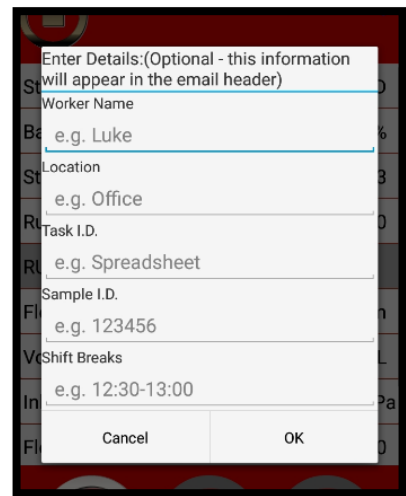 Enter Details:(Optional - this information
will appear in the email header)
Worker Name
e.g. Luke
Location
e.g. Office
Task I.D.
e.g. Spreadsheet
Sample I.D.
e.g. 123456
Shift Breaks
e.g. 12:30-13:00
Cancel OK